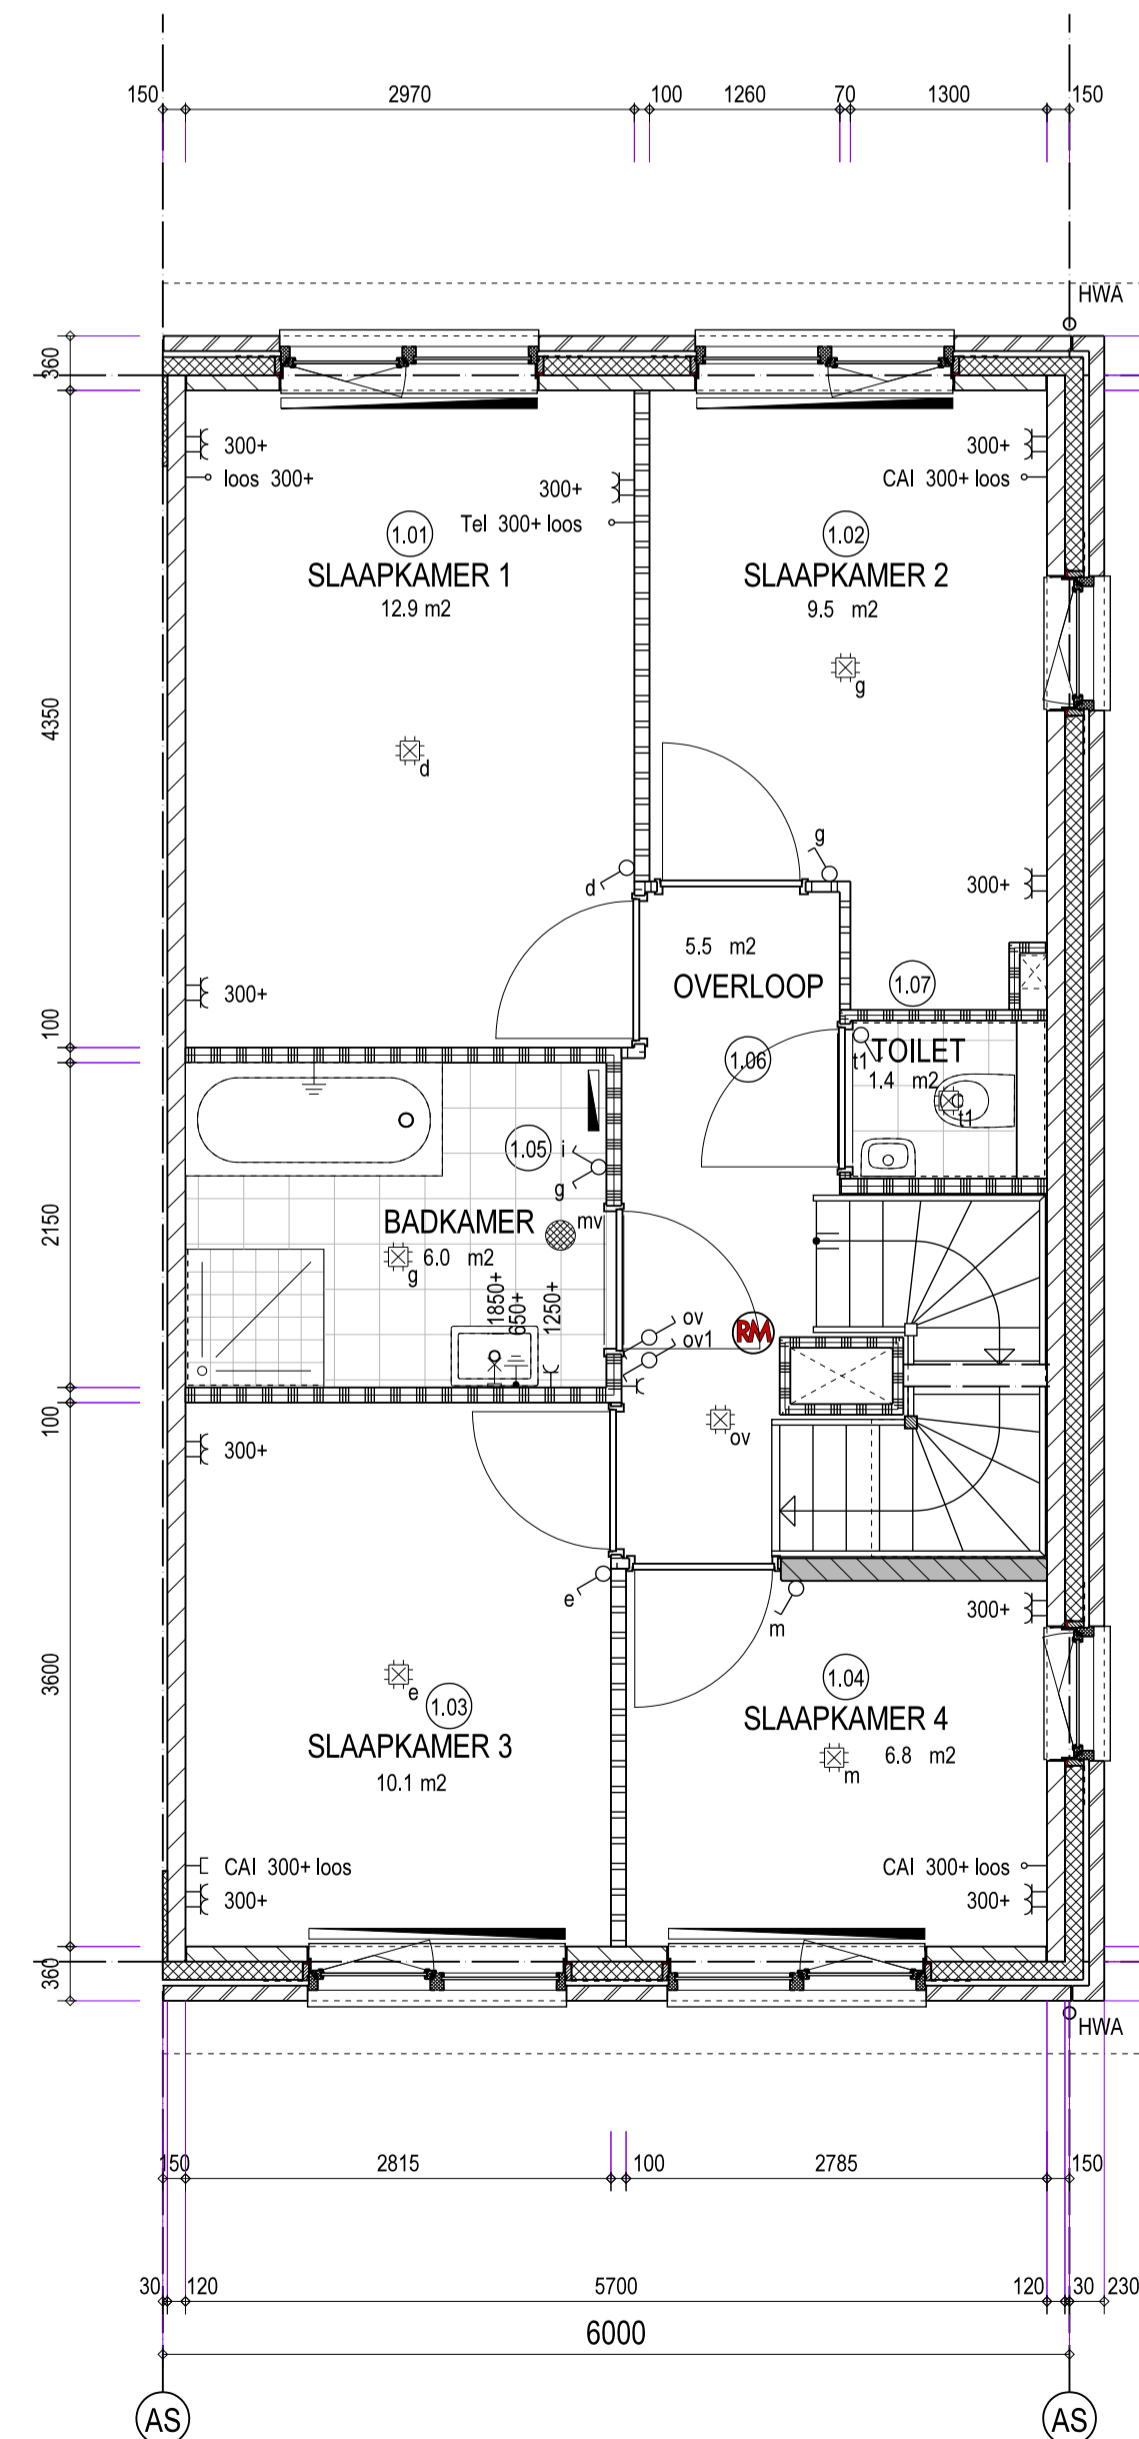 150 2970 100 1260 70 1300 150
HWA
360
300+
loos 300+
300+
Tel 300+ loos
300+
CAI 300+ loos
1.01
SLAAPKAMER 1
12.9 m2
1.02
SLAAPKAMER 2
9.5 m2
g
d
4350
g
d
300+
300+
5.5 m2
OVERLOOP
1.07
100
1.06
t1
TOILET
1.4 m2
t1
1.05
i
g
2150
BADKAMER
mv
6.0 m2
g
1850+
650+
1250+
ov
ov1
RM
100
ov
300+
e
m
300+
3600
e
1.03
SLAAPKAMER 3
10.1 m2
1.04
SLAAPKAMER 4
6.8 m2
m
CAI 300+ loos
300+
CAI 300+ loos
300+
360
HWA
150 2815 100 2785 150
30 120 5700 120 30 230
6000
AS AS